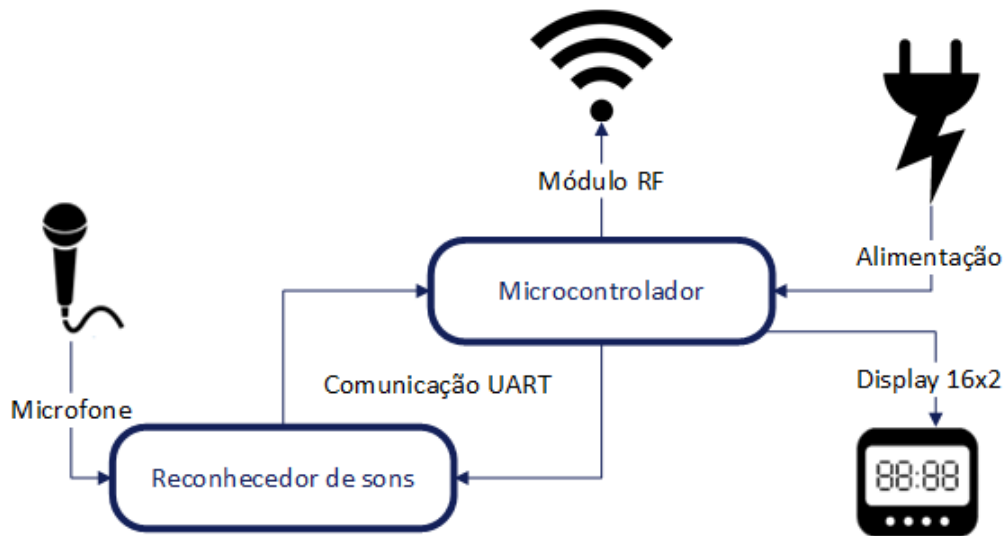 Módulo RF
Alimentação
Microcontrolador
Comunicação UART
Display 16x2
Microfone
Reconhecedor de sons
88:88